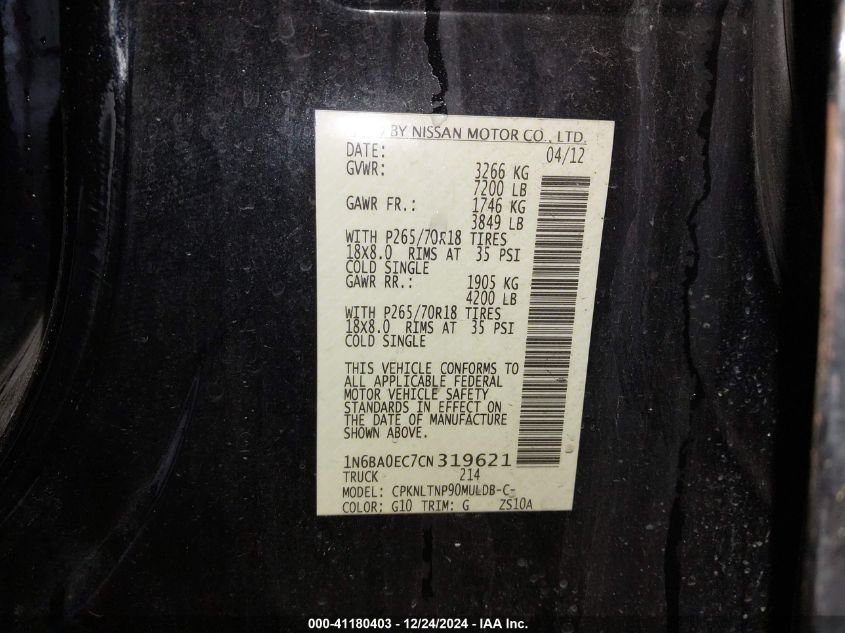 BY NISSAN MOTOR CO., LTD.
DATE: 04/12
GVWR: 3266 KG
7200 LB
GAWR FR.: 1746 KG
3849 LB
WITH P265/70R18 TIRES
18X8.0 RIMS AT 35 PSI
COLD SINGLE
GAWR RR.: 1905 KG
4200 LB
WITH P265/70R18 TIRES
18X8.0 RIMS AT 35 PSI
COLD SINGLE
THIS VEHICLE CONFORMS TO
ALL APPLICABLE FEDERAL
MOTOR VEHICLE SAFETY
STANDARDS IN EFFECT ON
THE DATE OF MANUFACTURE
SHOWN ABOVE.
1N6BA0EC7CN319621
TRUCK 214
MODEL: CPKNLTNP90MULDB-C-
COLOR: G10 TRIM: G ZS10A
000-41180403 - 12/24/2024 - IAA Inc.